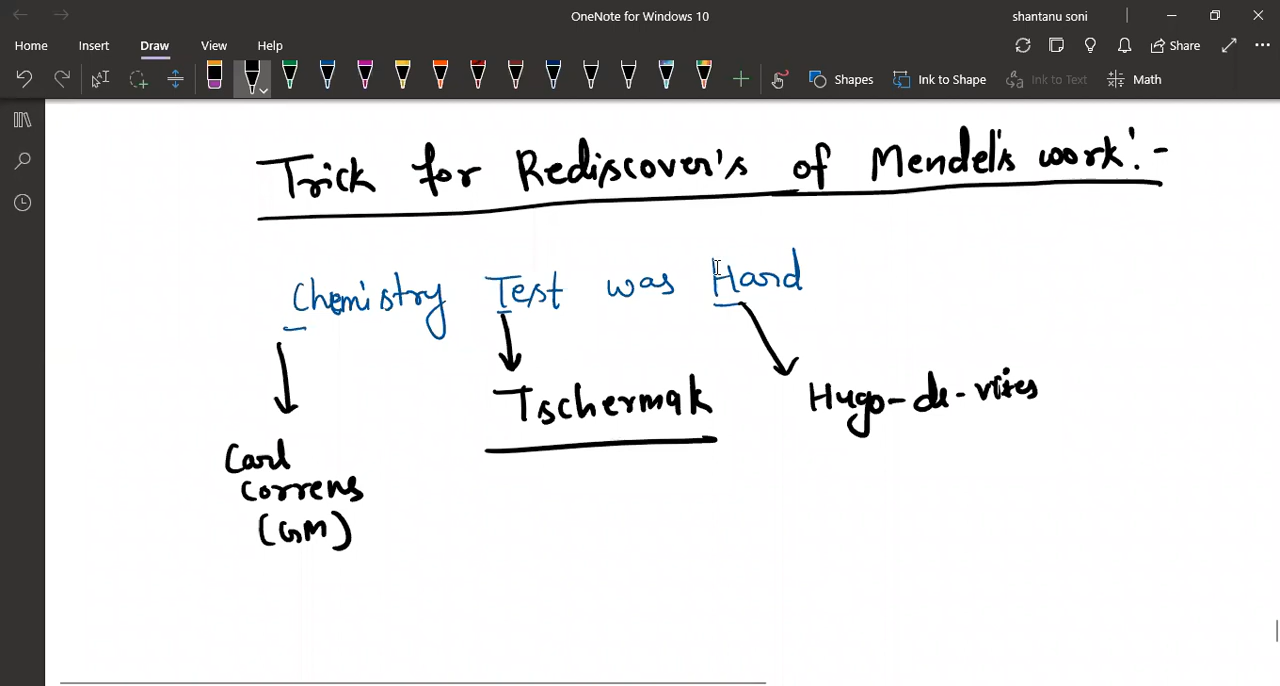 OneNote for Windows 10
shantanu soni
Home Insert Draw View Help
Share
Shapes Ink to Shape Ink to Text Math
Trick for Rediscover's of Mendel's work:-
Chemistry Test was Hard
Tschermak
Hugo-de-vries
Carl
Correns
(GM)